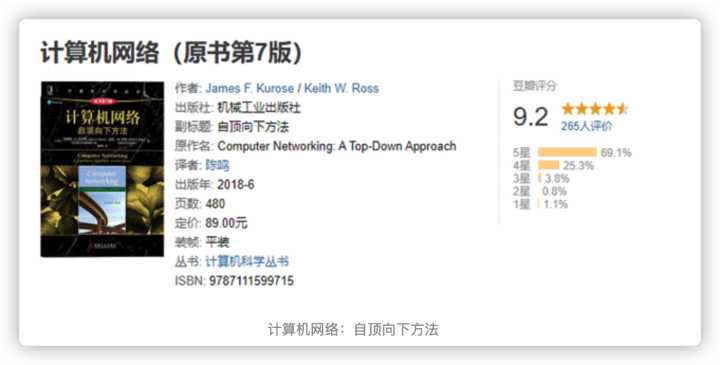 计算机网络（原书第7版）
计算机网络
自顶向下方法
Computer Networking
作者: James F. Kurose / Keith W. Ross
出版社: 机械工业出版社
副标题: 自顶向下方法
原作名: Computer Networking: A Top-Down Approach
译者: 陈鸣
出版年: 2018-6
页数: 480
定价: 89.00元
装帧: 平装
丛书: 计算机科学丛书
ISBN: 9787111599715
豆瓣评分
9.2
265人评价
5星 69.1%
4星 25.3%
3星 3.8%
2星 0.8%
1星 1.1%
计算机网络：自顶向下方法